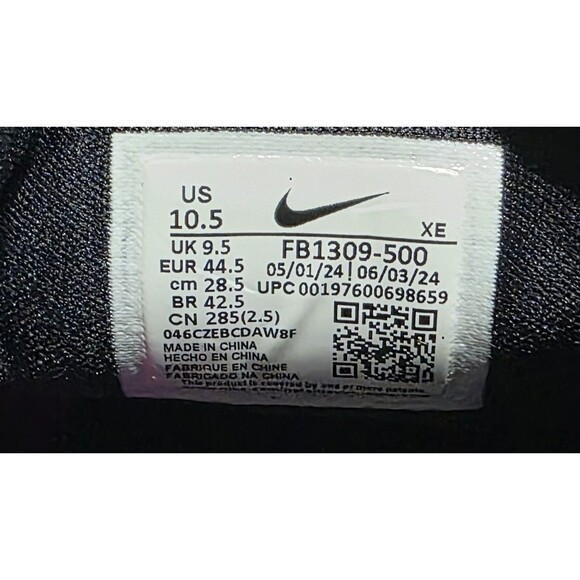 US
10.5
XE
UK 9.5
FB1309-500
EUR 44.5
05/01/24 | 06/03/24
cm 28.5
UPC 00197600698659
BR 42.5
CN 285(2.5)
046CZEBCDAW8F
MADE IN CHINA
HECHO EN CHINA
FABRIQUE EN CHINE
FABRICADO NA CHINA